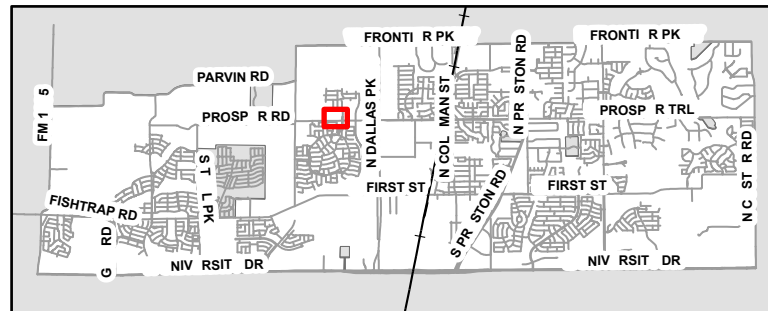 FRONTI R PK
FRONTI R PK
PARVIN RD
PROSP R RD
FM 1 5
N DALLAS PK
N COL MAN ST
N PR STON RD
PROSP R TRL
S T L PK
FIRST ST
FIRST ST
FISHTRAP RD
G RD
S PR STON RD
N C ST R RD
NIV RSIT DR
NIV RSIT DR